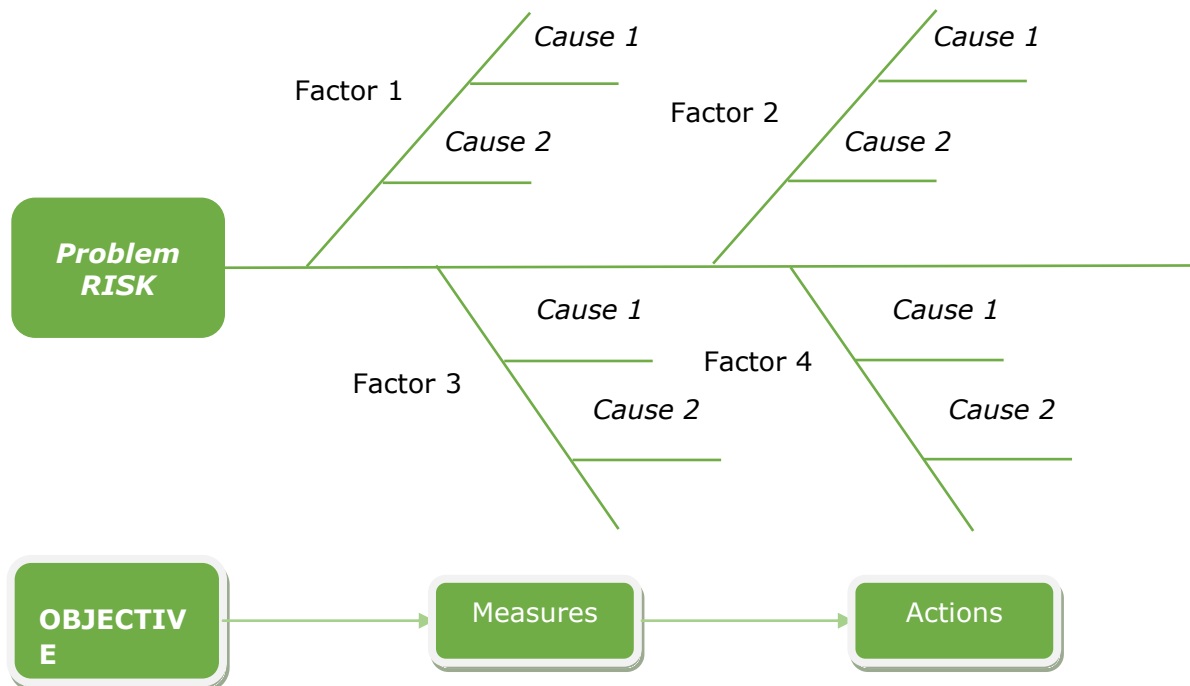 Cause 1
Cause 1
Factor 1
Factor 2
Cause 2
Cause 2
Problem
RISK
Cause 1
Cause 1
Factor 3
Factor 4
Cause 2
Cause 2
OBJECTIV
E
Measures
Actions